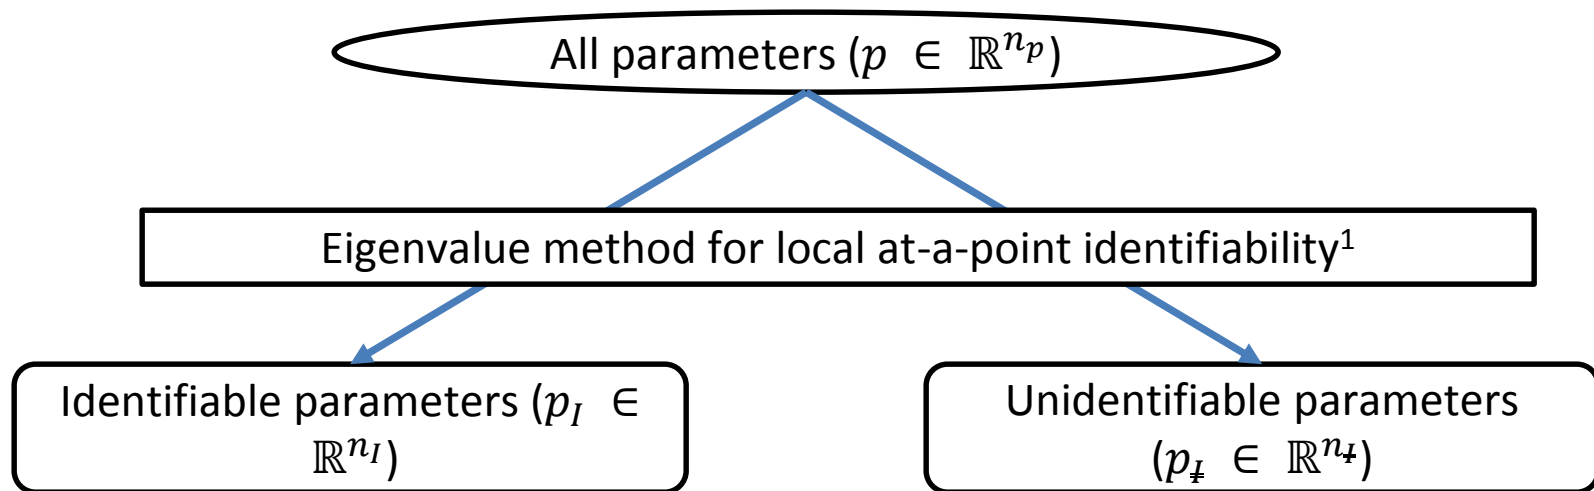 All parameters (𝑝 ∈ ℝ^{𝑛_𝑝})
Eigenvalue method for local at-a-point identifiability¹
Identifiable parameters (𝑝_𝐼 ∈
ℝ^{𝑛_𝐼})
Unidentifiable parameters
(𝑝_𝐼̸ ∈ ℝ^{𝑛_𝐼̸})